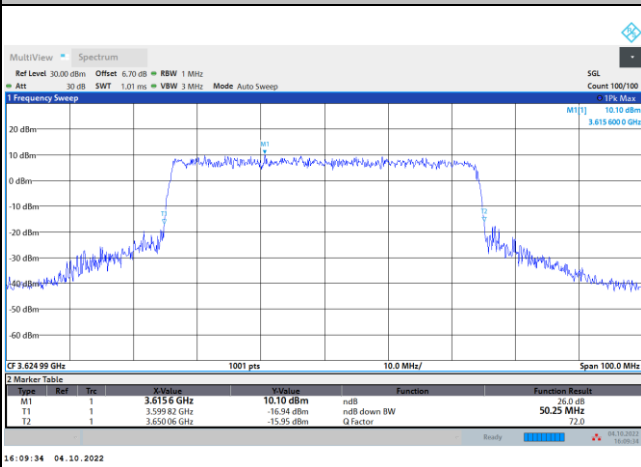 MultiView Spectrum
Ref Level 30.00 dBm Offset 6.70 dB RBW 1 MHz SGL
Att 30 dB SWT 1.01 ms VBW 3 MHz Mode Auto Sweep Count 100/100
1 Frequency Sweep 1Pk Max
M1[1] 10.10 dBm
3.615 600 0 GHz
20 dBm
M1
10 dBm
0 dBm
-10 dBm
T1 T2
-20 dBm
-30 dBm
-40 dBm
-50 dBm
-60 dBm
CF 3.624 99 GHz 1001 pts 10.0 MHz/ Span 100.0 MHz
2 Marker Table
Type Ref Trc X-Value Y-Value Function Function Result
M1 1 3.615 6 GHz 10.10 dBm ndB 26.0 dB
T1 1 3.599 82 GHz -16.94 dBm ndB down BW 50.25 MHz
T2 1 3.650 06 GHz -15.95 dBm Q Factor 72.0
Ready 04.10.2022
16:09:34
16:09:34 04.10.2022